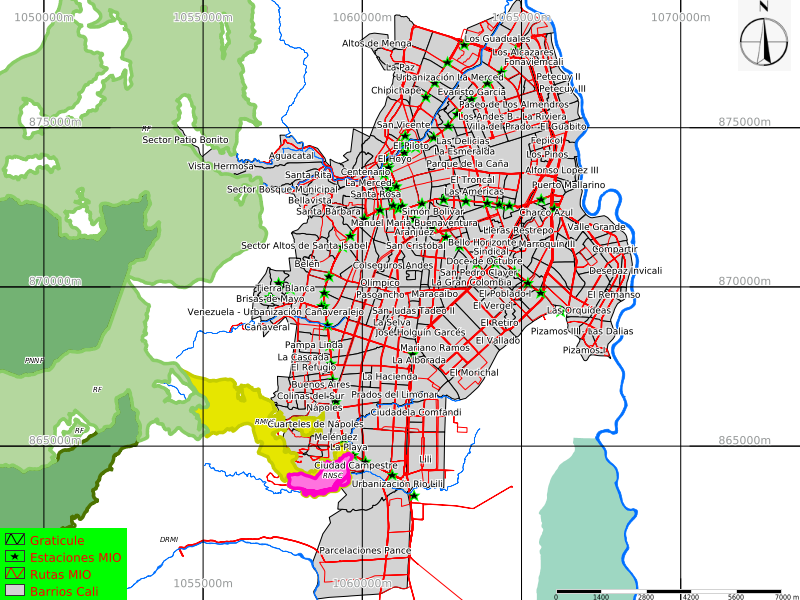 1050000m
1055000m
1060000m
1065000m
1070000m
N
Altos de Menga
Los Guaduales
Los Alcazares
Fonaviemcali
La Paz
Urbanización La Merced
Petecuy II
Chipichape
Evaristo García
Petecuy III
Paseo de Los Almendros
875000m
San Vicente
Los Andes B
La Riviera
875000m
Villa del Prado
El Guabito
RF
Sector Patio Bonito
El Piloto
Las Delicias
Fepicol
La Esmeralda
Aguacatal
El Hoyo
Los Pinos
Vista Hermosa
Parque de la Caña
Santa Rita
Centenario
Alfonso Lopez III
La Merced
El Troncal
Puerto Mallarino
Sector Bosque Municipal
Santa Rosa
Las Américas
Bellavista
Santa Bárbara
Simón Bolivar
Charco Azul
Manuel María Buenaventura
Valle Grande
Aranjuez
Lleras Restrepo
Sector Altos de Santa Isabel
San Cristóbal
Bello Horizonte
Marroquín III
Sindical
Compartir
Belén
Colseguros Andes
Doce de Octubre
San Pedro Claver
Desepaz Invicali
870000m
Olímpico
La Gran Colombia
870000m
Tierra Blanca
Pasoancho
Maracaibo
El Poblado I
El Remanso
Brisas de Mayo
El Vergel
Venezuela - Urbanización Cañaveralejo
San Judas Tadeo II
Las Orquídeas
Cañaveral
La Selva
El Retiro
José Holguín Garcés
Pizamos III -Las Dalias
Pampa Linda
Mariano Ramos
El Vallado
Pizamos I
La Cascada
La Alborada
PNNF
El Refugio
La Hacienda
El Morichal
RF
Buenos Aires
Colinas del Sur
Prados del Limonar
Nápoles
Ciudadela Comfandi
RMVC
Cuarteles de Nápoles
RF
Meléndez
865000m
La Playa
865000m
Ciudad Campestre
Lili
RNSC
Urbanización Rio Lili
Graticule
DRMI
Estaciones MIO
Parcelaciones Pance
Rutas MIO
Barrios Cali
1055000m
1060000m
0 1400 2800 4200 5600 7000 m